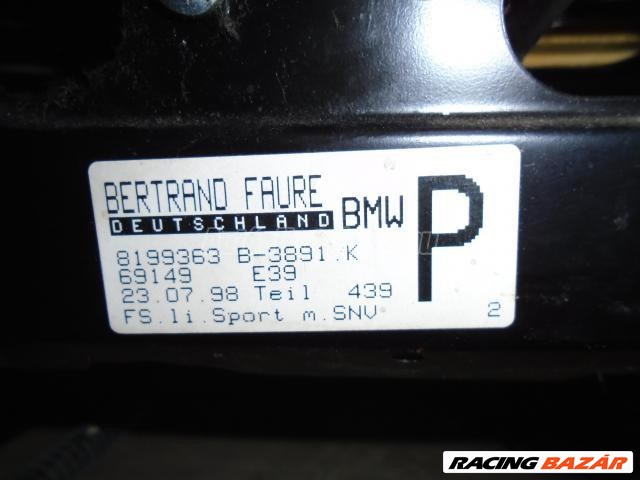 BERTRAND FAURE
DEUTSCHLAND BMW P
8199363 B-3891.K
69149 E39
23.07.98 Teil 439
FS.li.Sport m.SNV 2
RACING BAZÁR